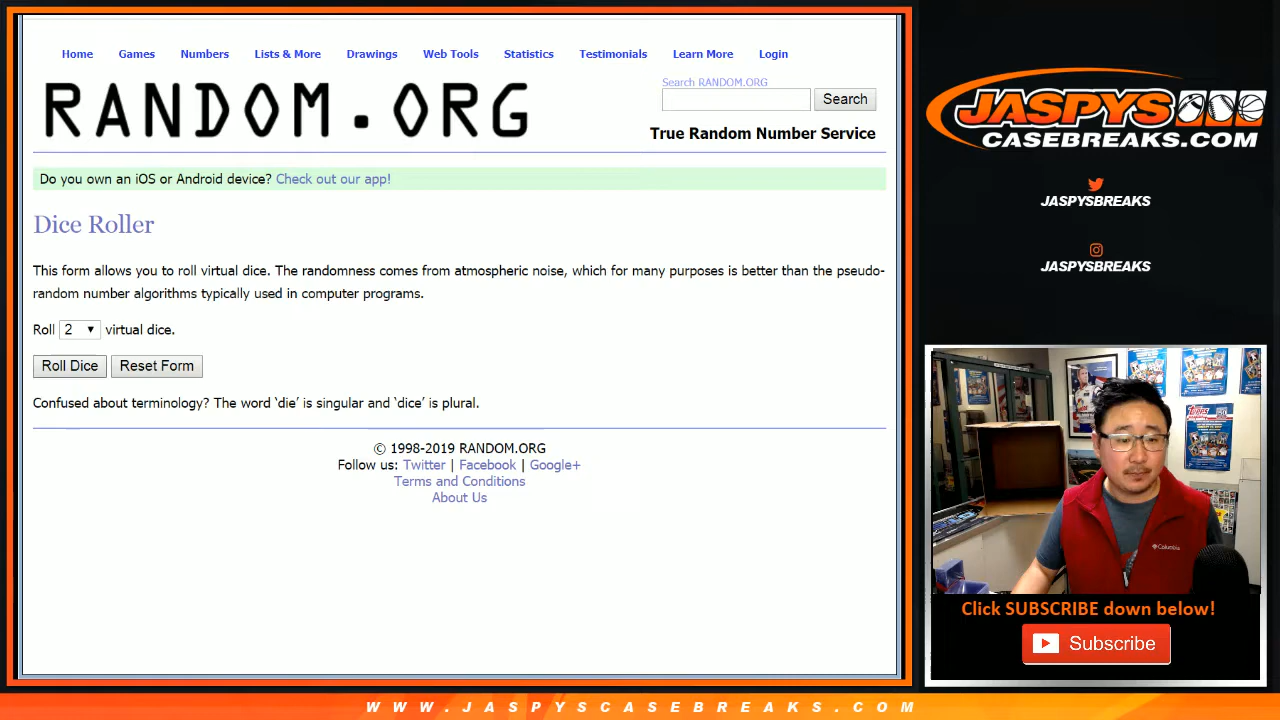 Home Games Numbers Lists & More Drawings Web Tools Statistics Testimonials Learn More Login
RANDOM.ORG
Search RANDOM.ORG
Search
True Random Number Service
Do you own an iOS or Android device? Check out our app!
Dice Roller
This form allows you to roll virtual dice. The randomness comes from atmospheric noise, which for many purposes is better than the pseudo-
random number algorithms typically used in computer programs.
Roll 2 virtual dice.
Roll Dice Reset Form
Confused about terminology? The word ‘die’ is singular and ‘dice’ is plural.
© 1998-2019 RANDOM.ORG
Follow us: Twitter | Facebook | Google+
Terms and Conditions
About Us
JASPYS
CASEBREAKS.COM
JASPYSBREAKS
JASPYSBREAKS
Columbia
Click SUBSCRIBE down below!
Subscribe
WWW.JASPYSCASEBREAKS.COM